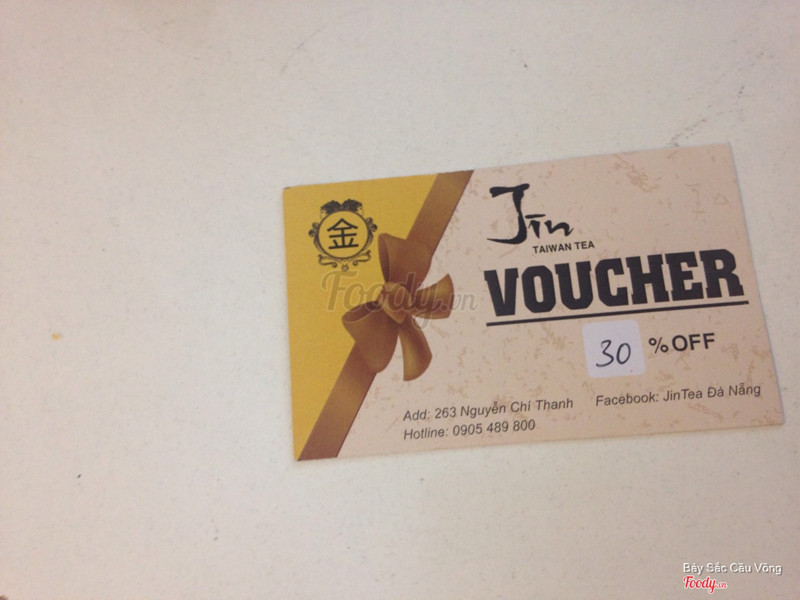 金
Jin
TAIWAN TEA
VOUCHER
30 % OFF
Add: 263 Nguyễn Chí Thanh
Facebook: JinTea Đà Nẵng
Hotline: 0905 489 800
Foody.vn
Bảy Sắc Cầu Vồng
Foody.vn